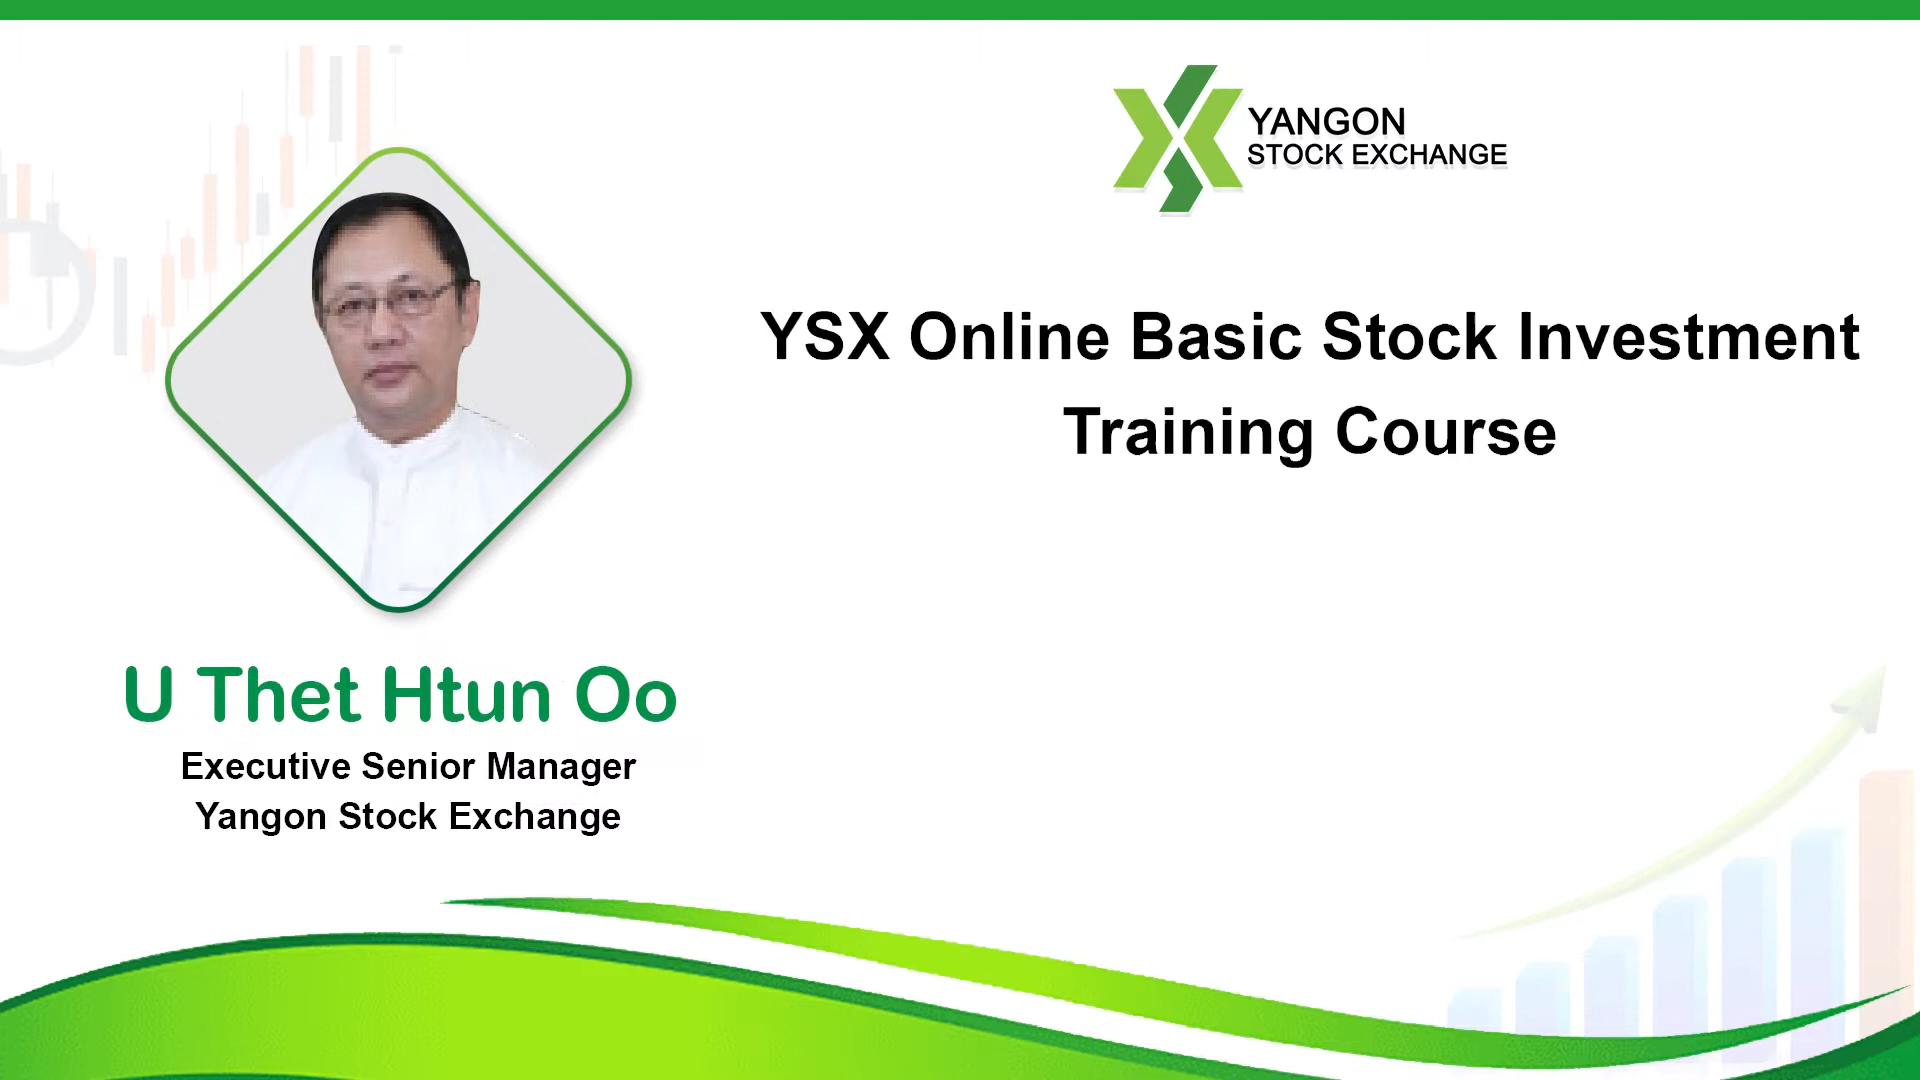 YANGON
STOCK EXCHANGE
YSX Online Basic Stock Investment
Training Course
U Thet Htun Oo
Executive Senior Manager
Yangon Stock Exchange